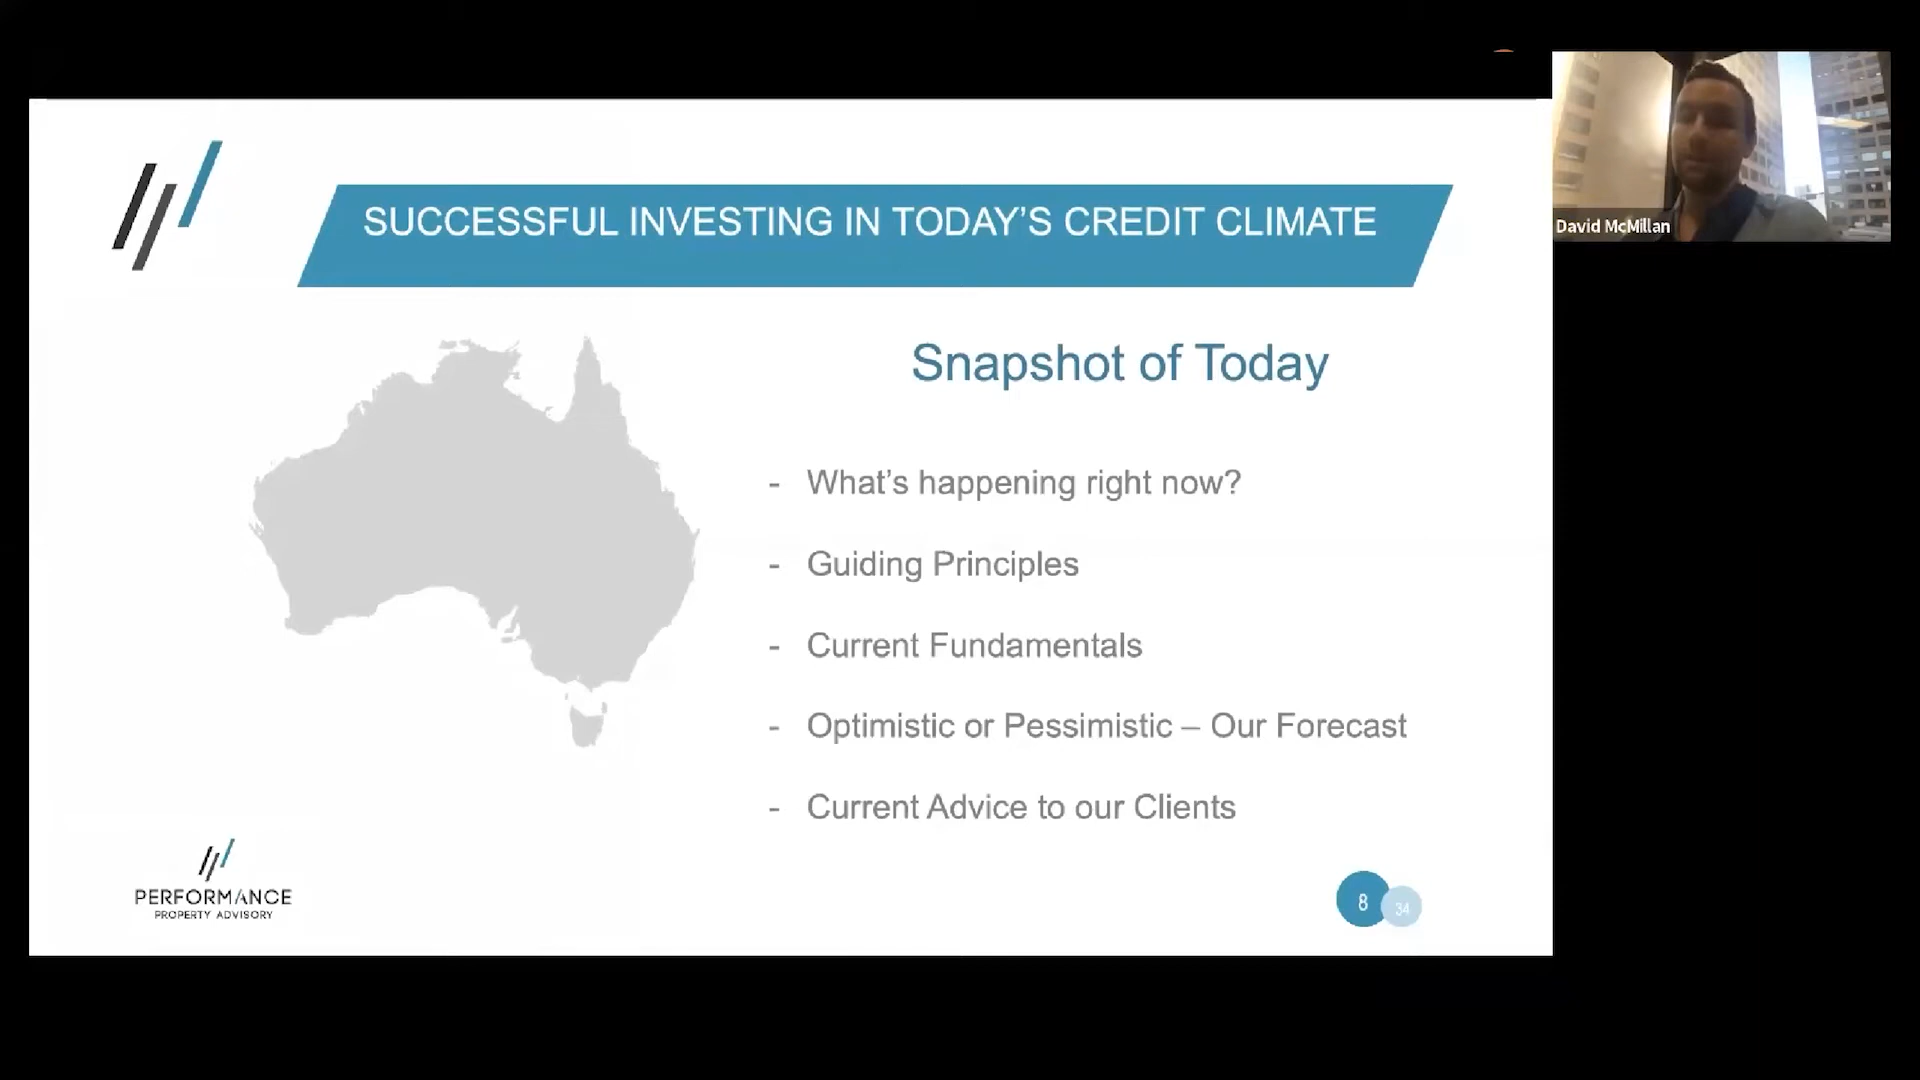 SUCCESSFUL INVESTING IN TODAY’S CREDIT CLIMATE
David McMillan
Snapshot of Today
- What’s happening right now?
- Guiding Principles
- Current Fundamentals
- Optimistic or Pessimistic – Our Forecast
- Current Advice to our Clients
PERFORMANCE
PROPERTY ADVISORY
8
34